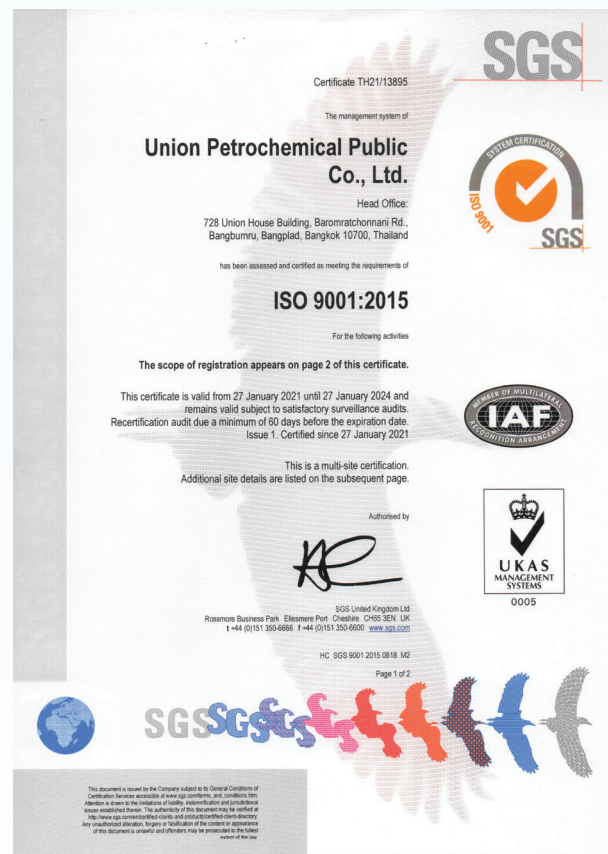 SGS
Certificate TH21/13895
The management system of
Union Petrochemical Public
Co., Ltd.
Head Office:
728 Union House Building, Baromratchonnani Rd.,
Bangbumru, Bangplad, Bangkok 10700, Thailand
has been assessed and certified as meeting the requirements of
ISO 9001:2015
For the following activities
The scope of registration appears on page 2 of this certificate.
This certificate is valid from 27 January 2021 until 27 January 2024 and
remains valid subject to satisfactory surveillance audits.
Recertification audit due a minimum of 60 days before the expiration date.
Issue 1. Certified since 27 January 2021
This is a multi-site certification.
Additional site details are listed on the subsequent page.
Authorised by
SGS United Kingdom Ltd
Rossmore Business Park Ellesmere Port Cheshire CH65 3EN UK
t +44 (0)151 350-6666 f +44 (0)151 350-6600 www.sgs.com
HC SGS 9001 2015 0818 M2
Page 1 of 2
SYSTEM CERTIFICATION
ISO 9001
SGS
MEMBER OF MULTILATERAL
IAF
RECOGNITION ARRANGEMENT
UKAS
MANAGEMENT
SYSTEMS
0005
SGSSGSSGS
This document is issued by the Company subject to its General Conditions of
Certification Services accessible at www.sgs.com/terms_and_conditions.htm.
Attention is drawn to the limitations of liability, indemnification and jurisdictional
issues established therein. The authenticity of this document may be verified at
http://www.sgs.com/en/certified-clients-and-products/certified-client-directory.
Any unauthorized alteration, forgery or falsification of the content or appearance
of this document is unlawful and offenders may be prosecuted to the fullest
extent of the law.